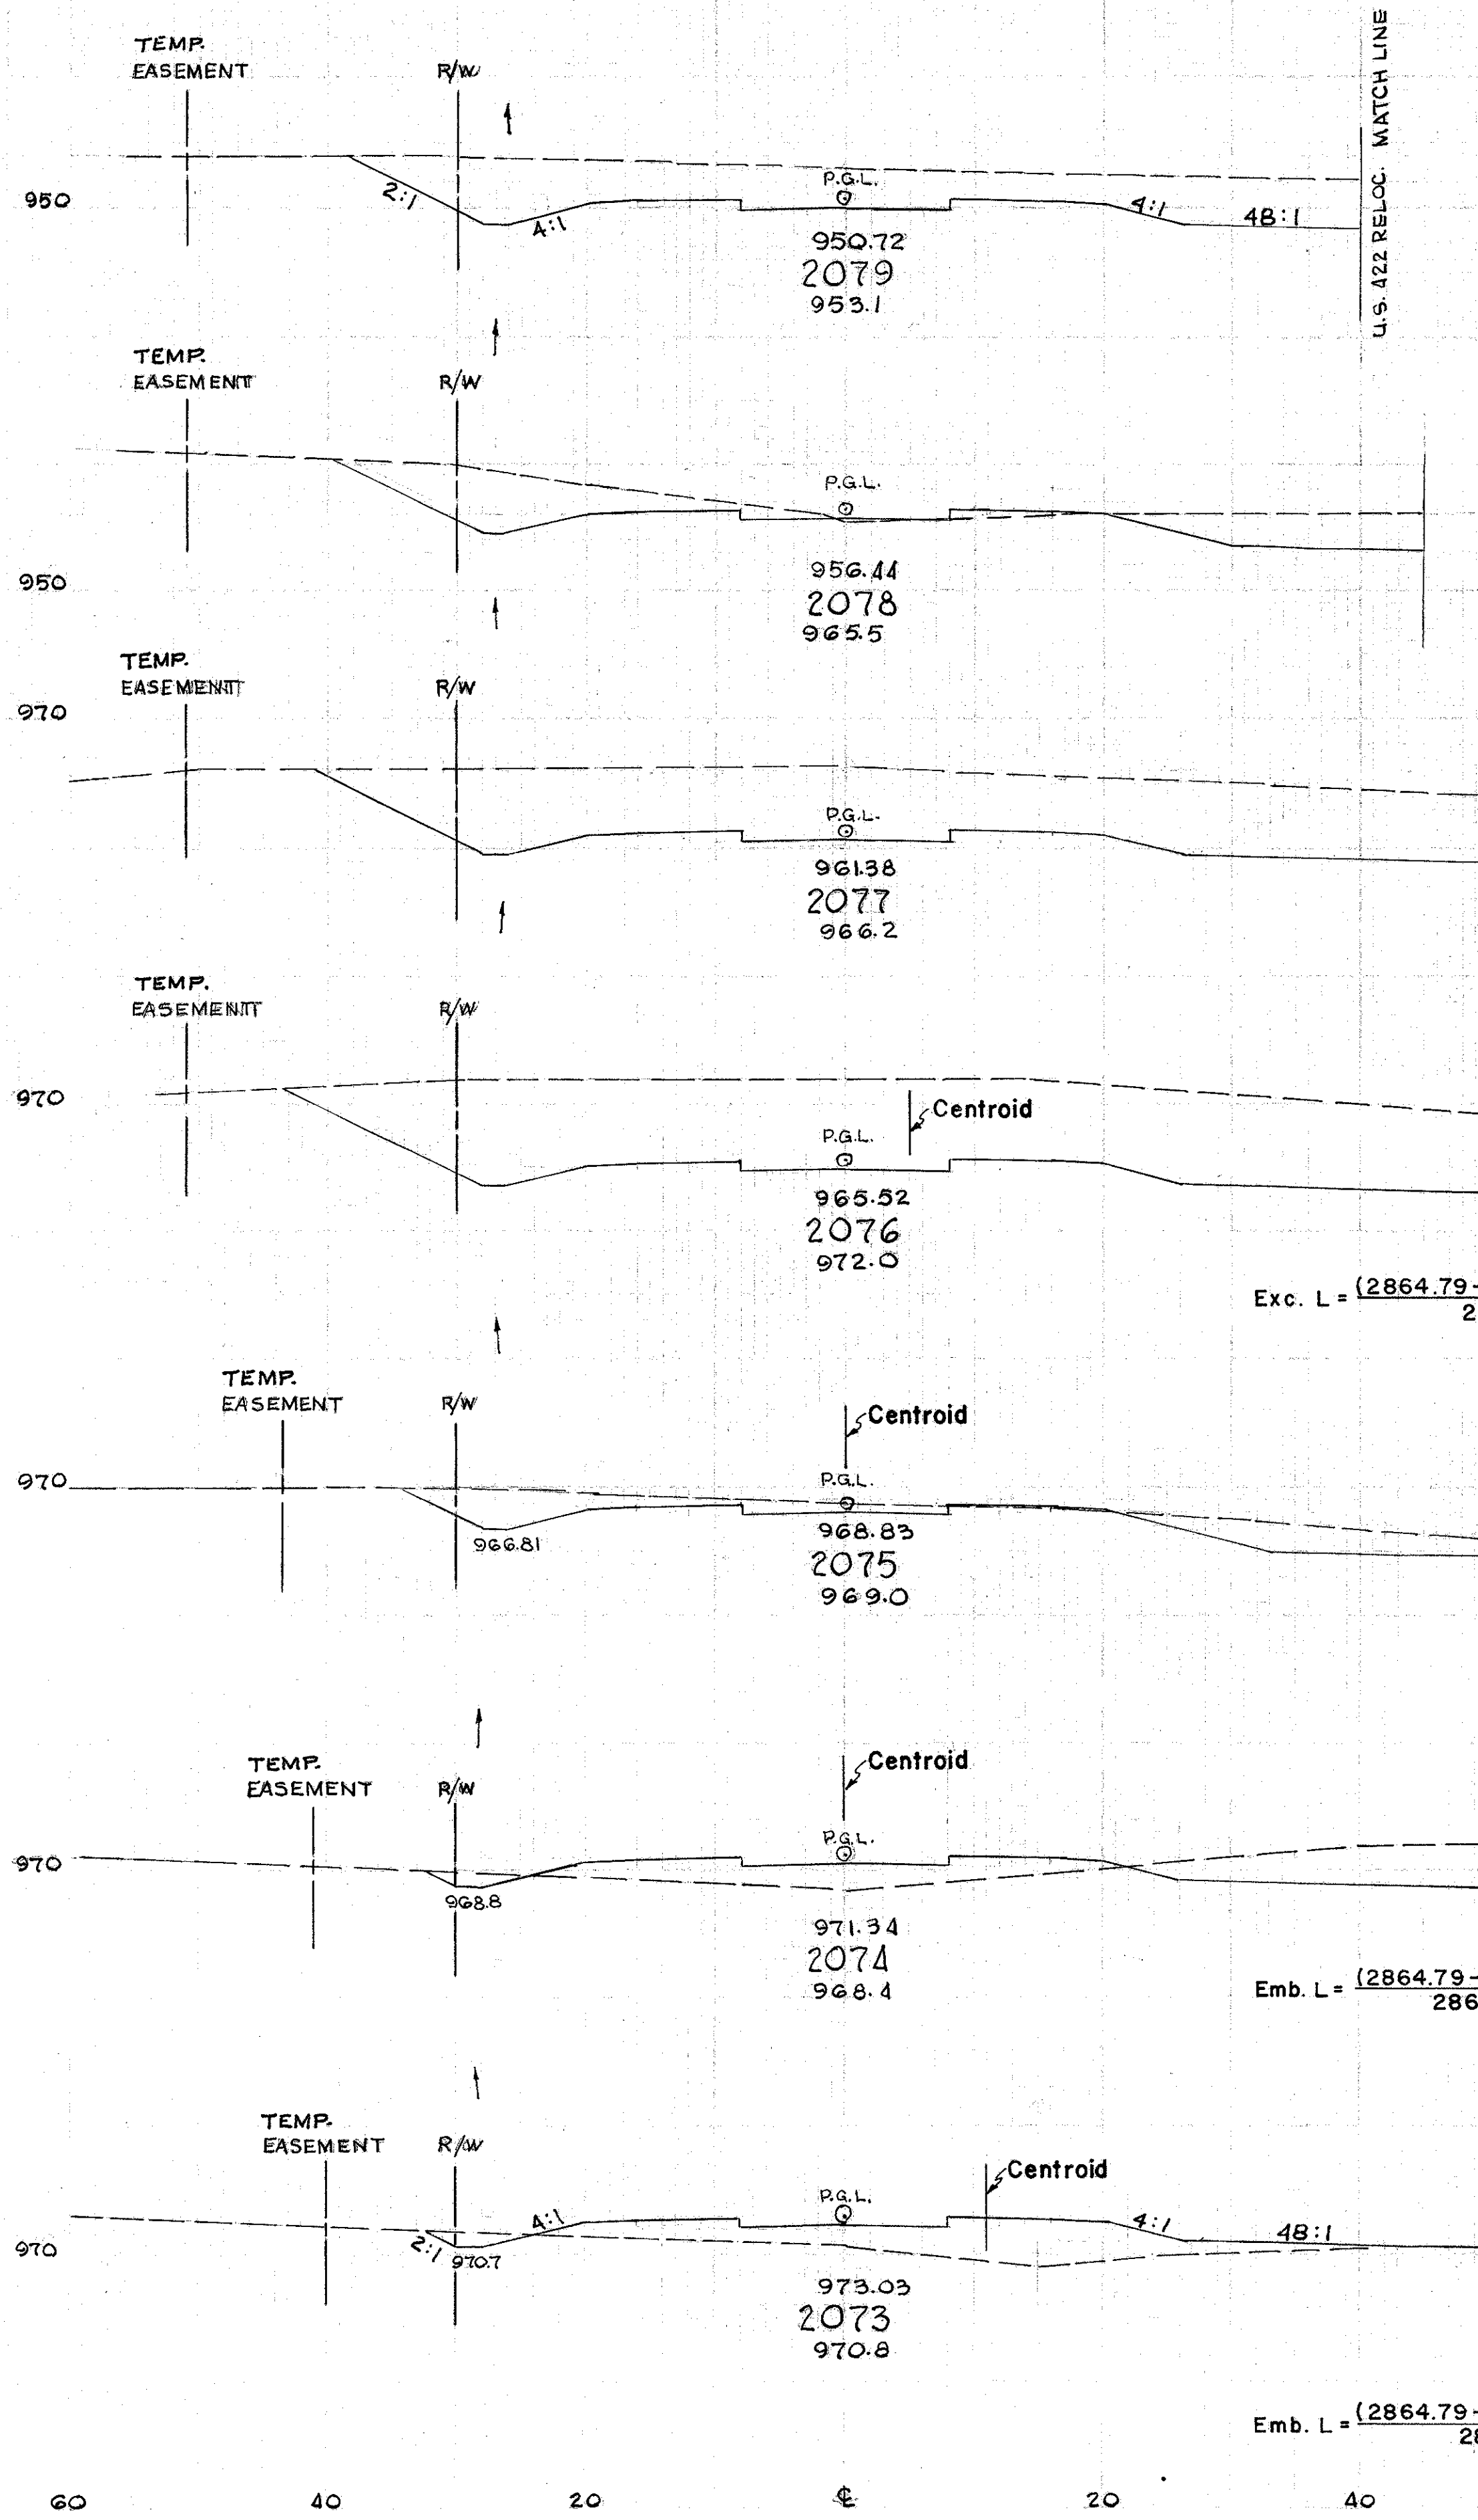 TEMP.
EASEMENT
R/W
U.S. 422 RELOC. MATCH LINE
950
2:1
4:1
P.G.L.
4:1
48:1
950.72
2079
953.1
TEMP.
EASEMENT
R/W
P.G.L.
950
956.44
2078
965.5
TEMP.
EASEMENT
R/W
970
P.G.L.
961.38
2077
966.2
TEMP.
EASEMENT
R/W
970
Centroid
P.G.L.
965.52
2076
972.0
Exc. L = (2864.79-
2
TEMP.
EASEMENT
R/W
Centroid
970
P.G.L.
966.81
968.83
2075
969.0
TEMP.
EASEMENT
R/W
Centroid
970
P.G.L.
968.8
971.34
2074
968.4
Emb. L = (2864.79-
286
TEMP.
EASEMENT
R/W
Centroid
P.G.L.
970
2:1
4:1
970.7
4:1
48:1
973.03
2073
970.8
Emb. L = (2864.79-
28
60 40 20 ℄ 20 40